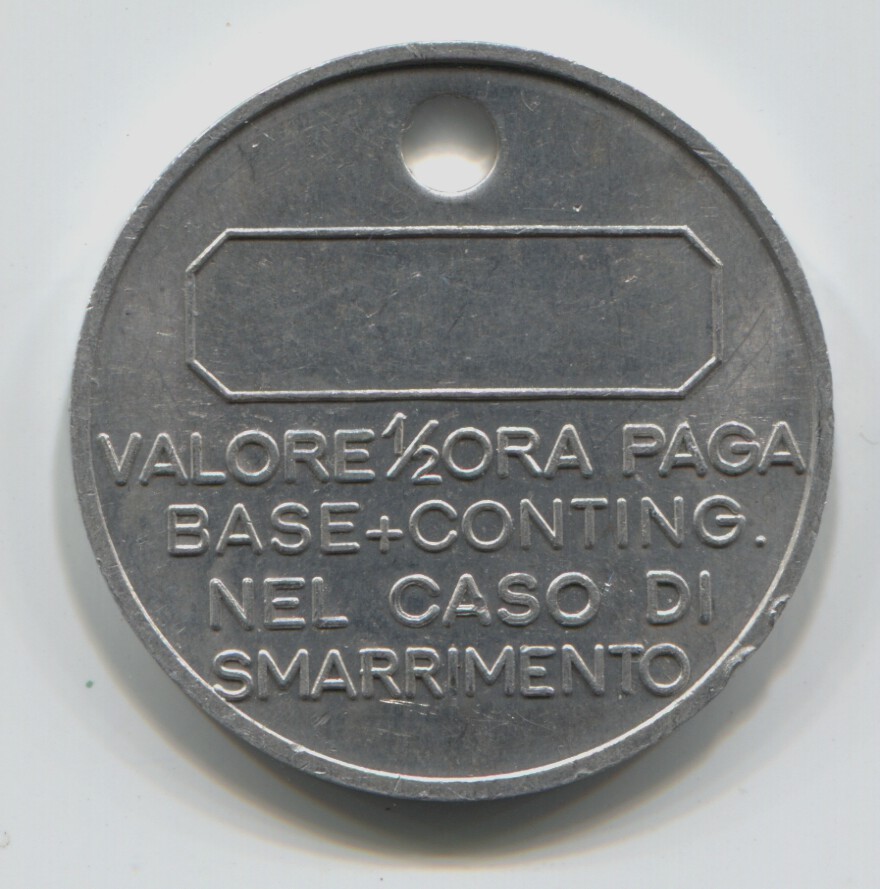 VALORE ½ ORA PAGA
BASE+CONTING.
NEL CASO DI
SMARRIMENTO